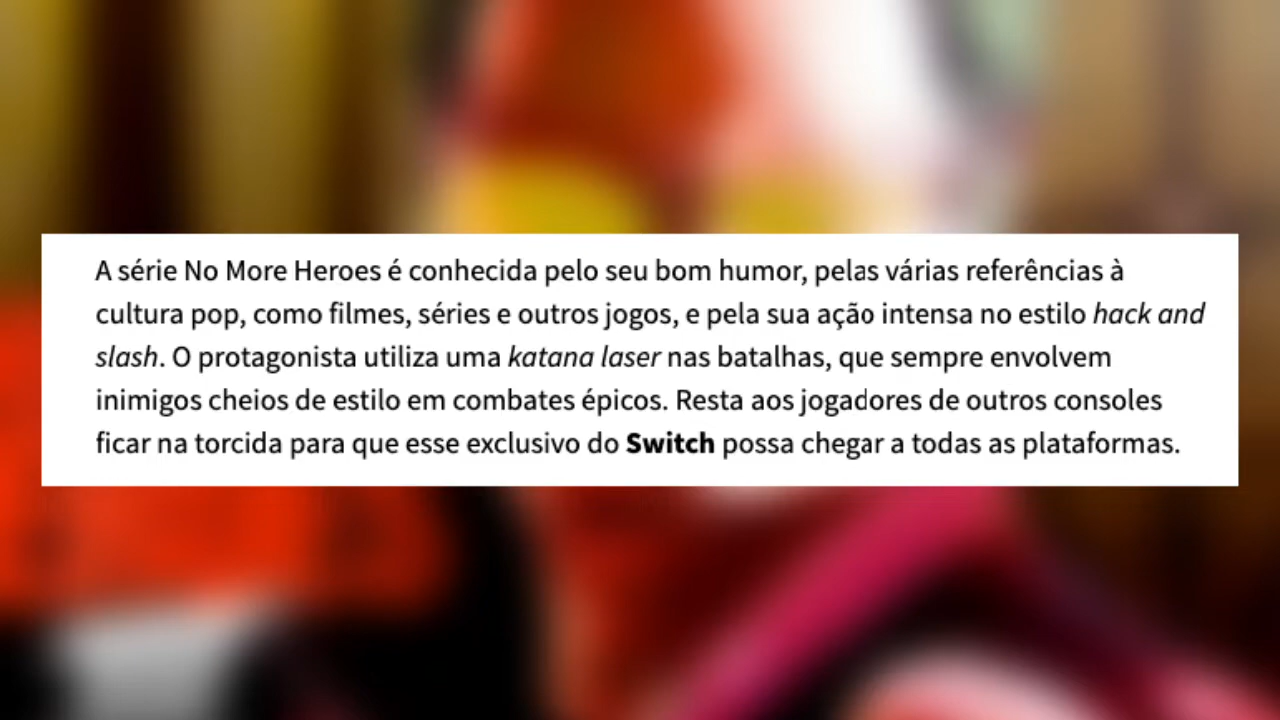 A série No More Heroes é conhecida pelo seu bom humor, pelas várias referências à
cultura pop, como filmes, séries e outros jogos, e pela sua ação intensa no estilo hack and
slash. O protagonista utiliza uma katana laser nas batalhas, que sempre envolvem
inimigos cheios de estilo em combates épicos. Resta aos jogadores de outros consoles
ficar na torcida para que esse exclusivo do Switch possa chegar a todas as plataformas.